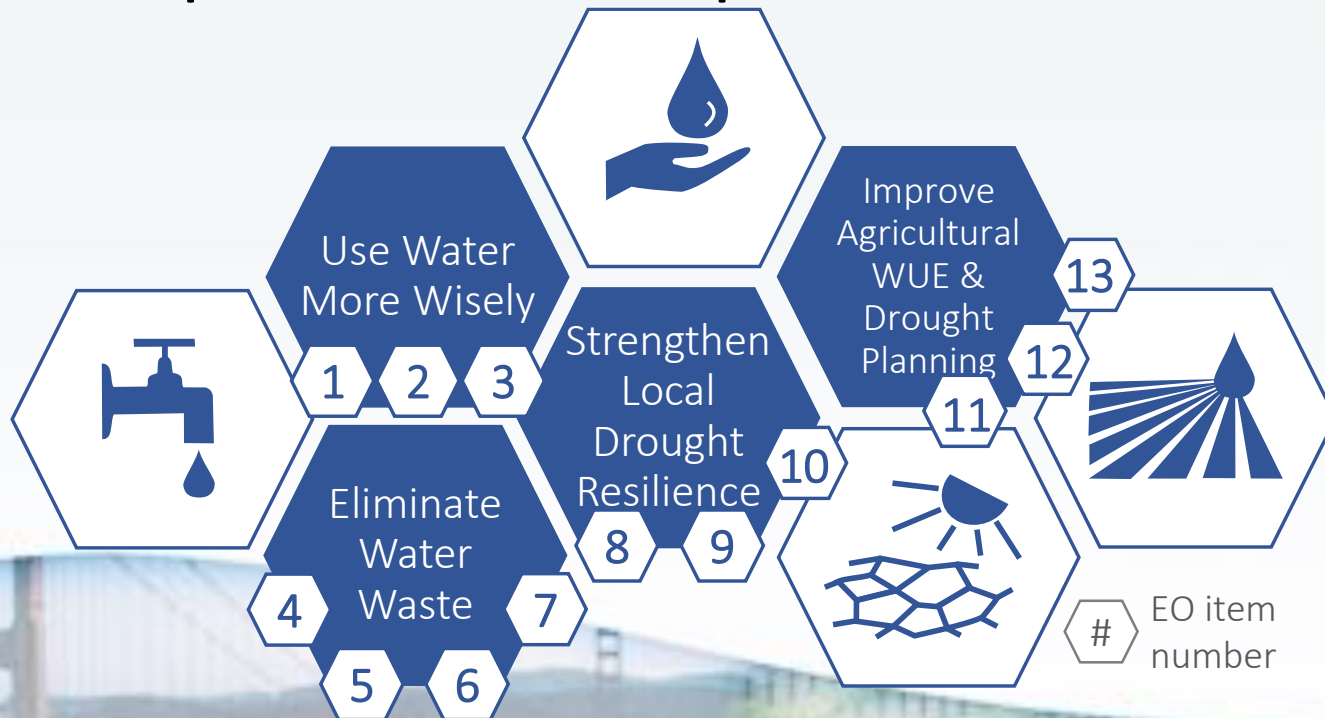 Use Water
More Wisely
1 2 3
Eliminate
Water
Waste
4
5
6
7
Strengthen
Local
Drought
Resilience
8
9
10
Improve
Agricultural
WUE &
Drought
Planning
11
12
13
# EO item
number